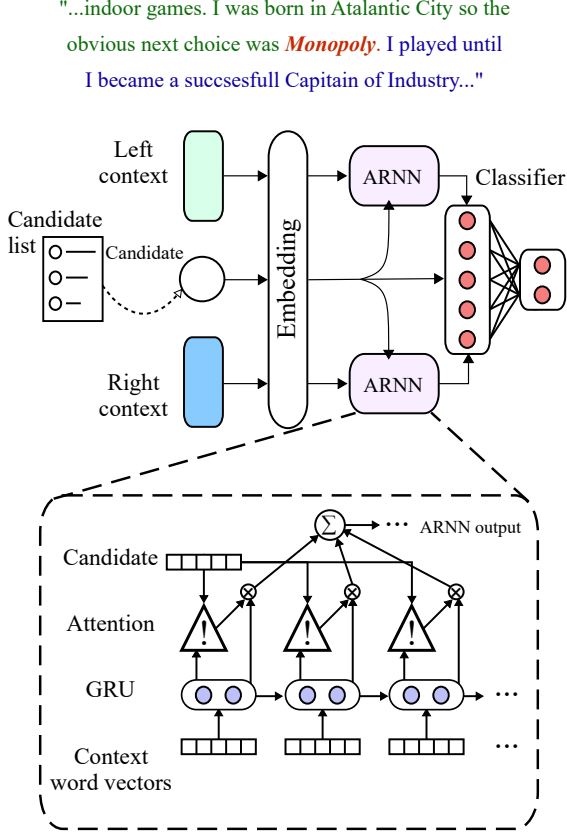 "...indoor games. I was born in Atalantic City so the
obvious next choice was Monopoly. I played until
I became a succsesfull Capitain of Industry..."
Left
context
ARNN
Classifier
Candidate
list
Candidate
Embedding
Right
context
ARNN
Σ
... ARNN output
Candidate
Attention
! ! !
GRU
...
Context
word vectors
...